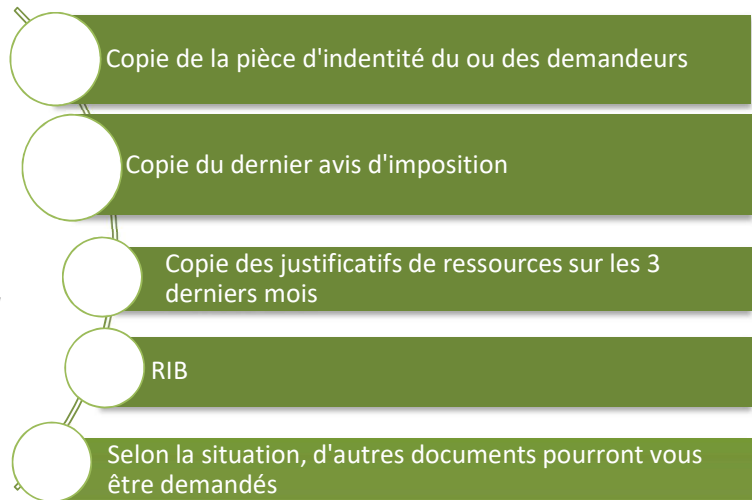 Copie de la pièce d'indentité du ou des demandeurs
Copie du dernier avis d'imposition
Copie des justificatifs de ressources sur les 3
derniers mois
RIB
Selon la situation, d'autres documents pourront vous
être demandés